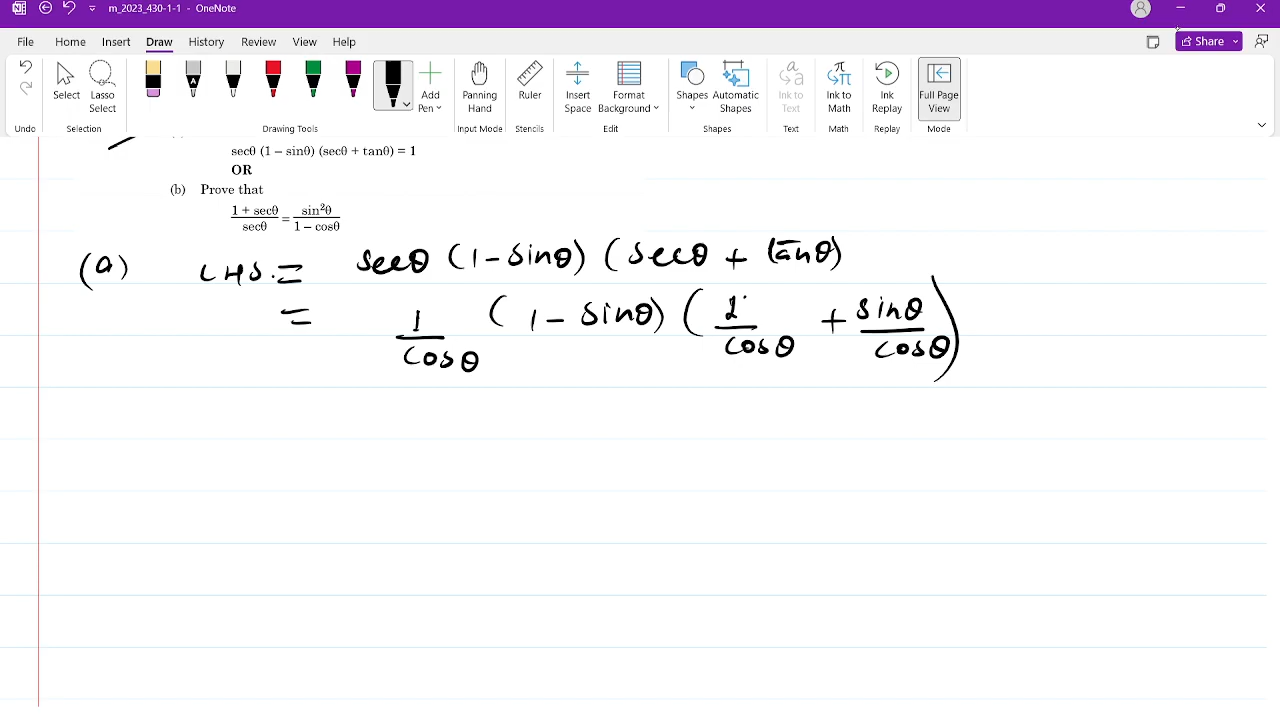 m_2023_430-1-1 - OneNote
File Home Insert Draw History Review View Help Share
Undo Select Lasso Select Add Pen Panning Hand Ruler Insert Space Format Background Shapes Automatic Shapes Ink to Text Ink to Math Ink Replay Full Page View
Undo Selection Drawing Tools Input Mode Stencils Edit Shapes Text Math Replay Mode
secθ (1 – sinθ) (secθ + tanθ) = 1
OR
(b) Prove that
1 + secθ / secθ = sin²θ / 1 – cosθ
(a) LHS. = secθ (1 - sinθ) (secθ + tanθ)
= 1/cosθ (1 - sinθ) (1/cosθ + sinθ/cosθ)